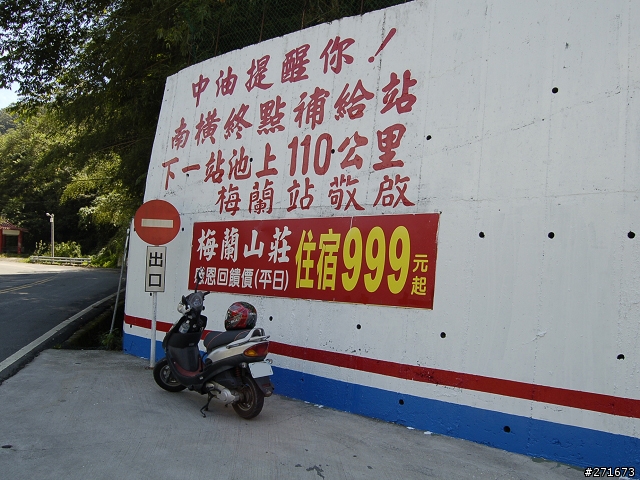 中油提醒你！
南橫終點補給站
下一站池上110公里
梅蘭站敬啟
梅蘭山莊
恩回饋價(平日)
住宿999元起
出口
#271673